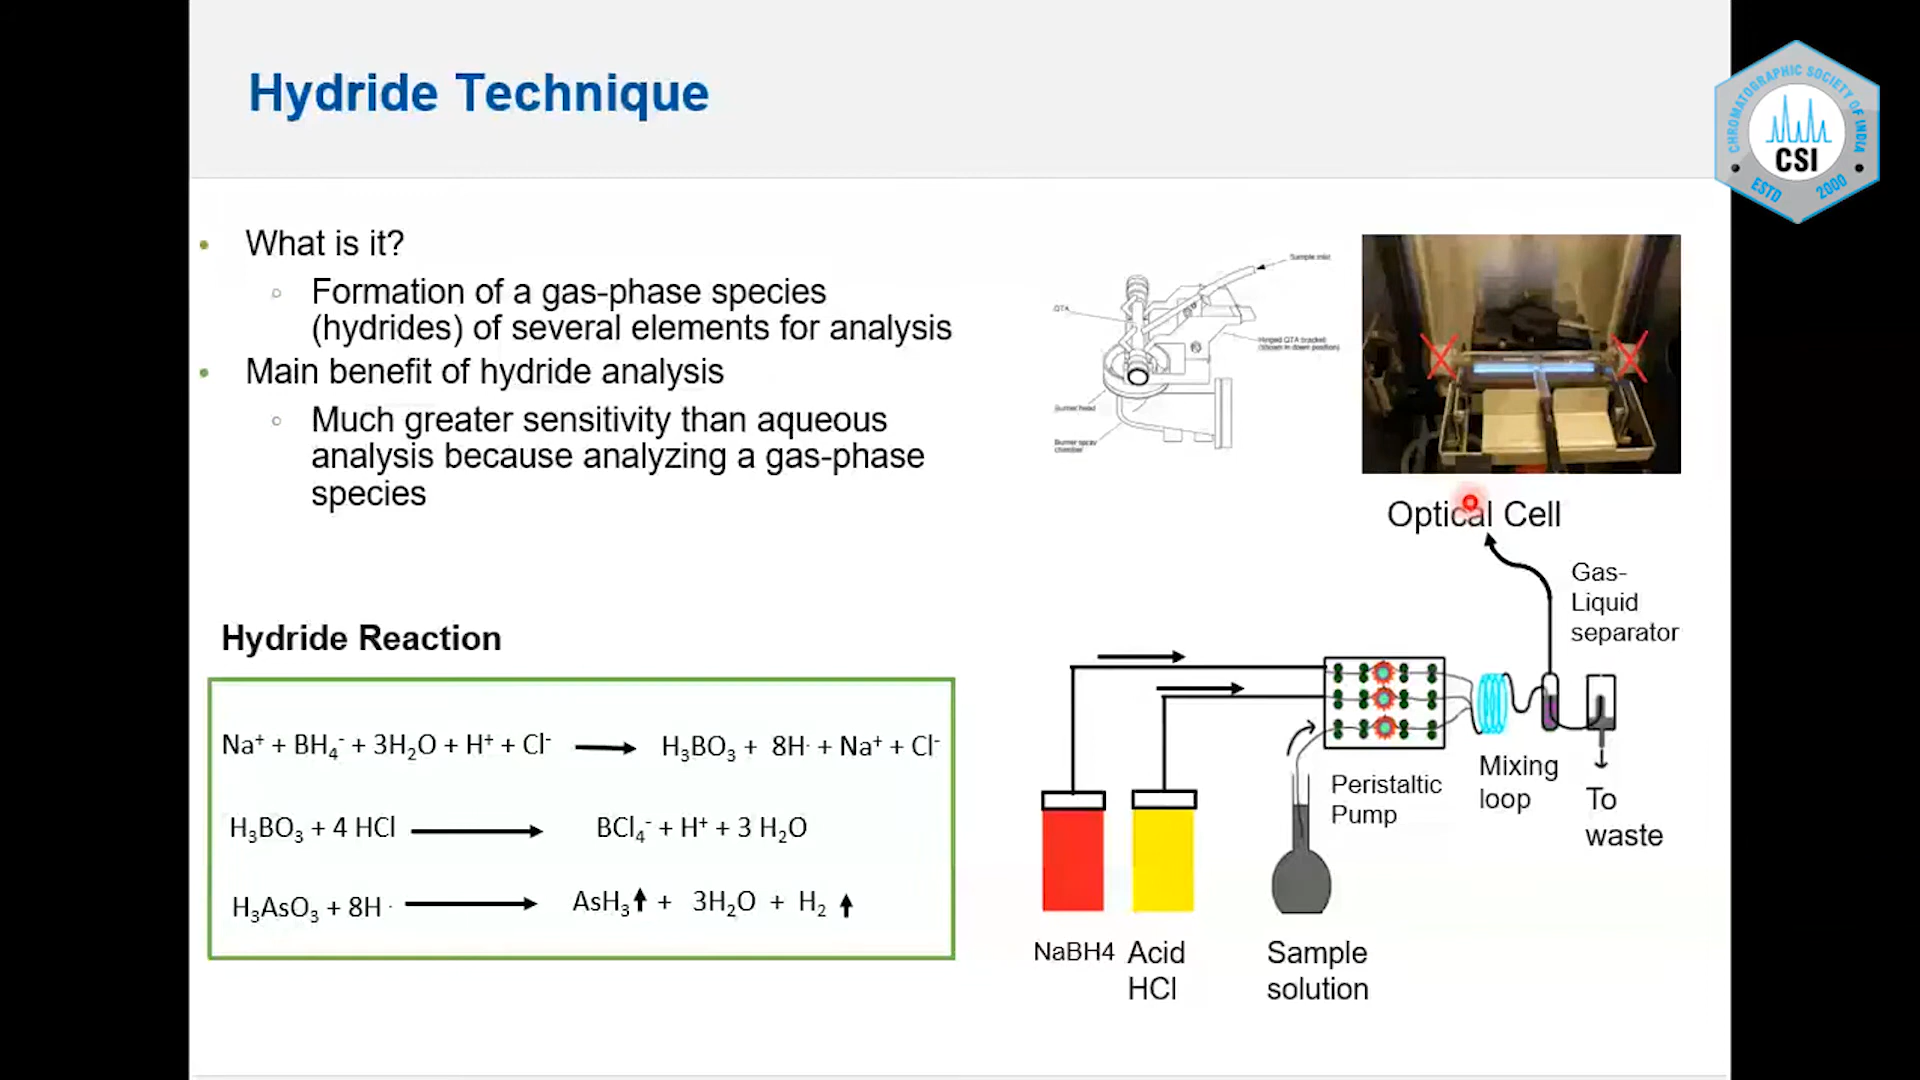 Hydride Technique
CHROMATOGRAPHIC SOCIETY OF INDIA
CSI
ESTD 2000
• What is it?
○ Formation of a gas-phase species
(hydrides) of several elements for analysis
• Main benefit of hydride analysis
○ Much greater sensitivity than aqueous
analysis because analyzing a gas-phase
species
Sample inlet
QTA
Hinged QTA bracket
(shown in down position)
Burner head
Burner spray
chamber
Optical Cell
Gas-
Liquid
separator
Hydride Reaction
Na⁺ + BH₄⁻ + 3H₂O + H⁺ + Cl⁻ → H₃BO₃ + 8H· + Na⁺ + Cl⁻
H₃BO₃ + 4 HCl → BCl₄⁻ + H⁺ + 3 H₂O
H₃AsO₃ + 8H· → AsH₃↑ + 3H₂O + H₂ ↑
Peristaltic
Pump
Mixing
loop
To
waste
NaBH4
Acid
HCl
Sample
solution